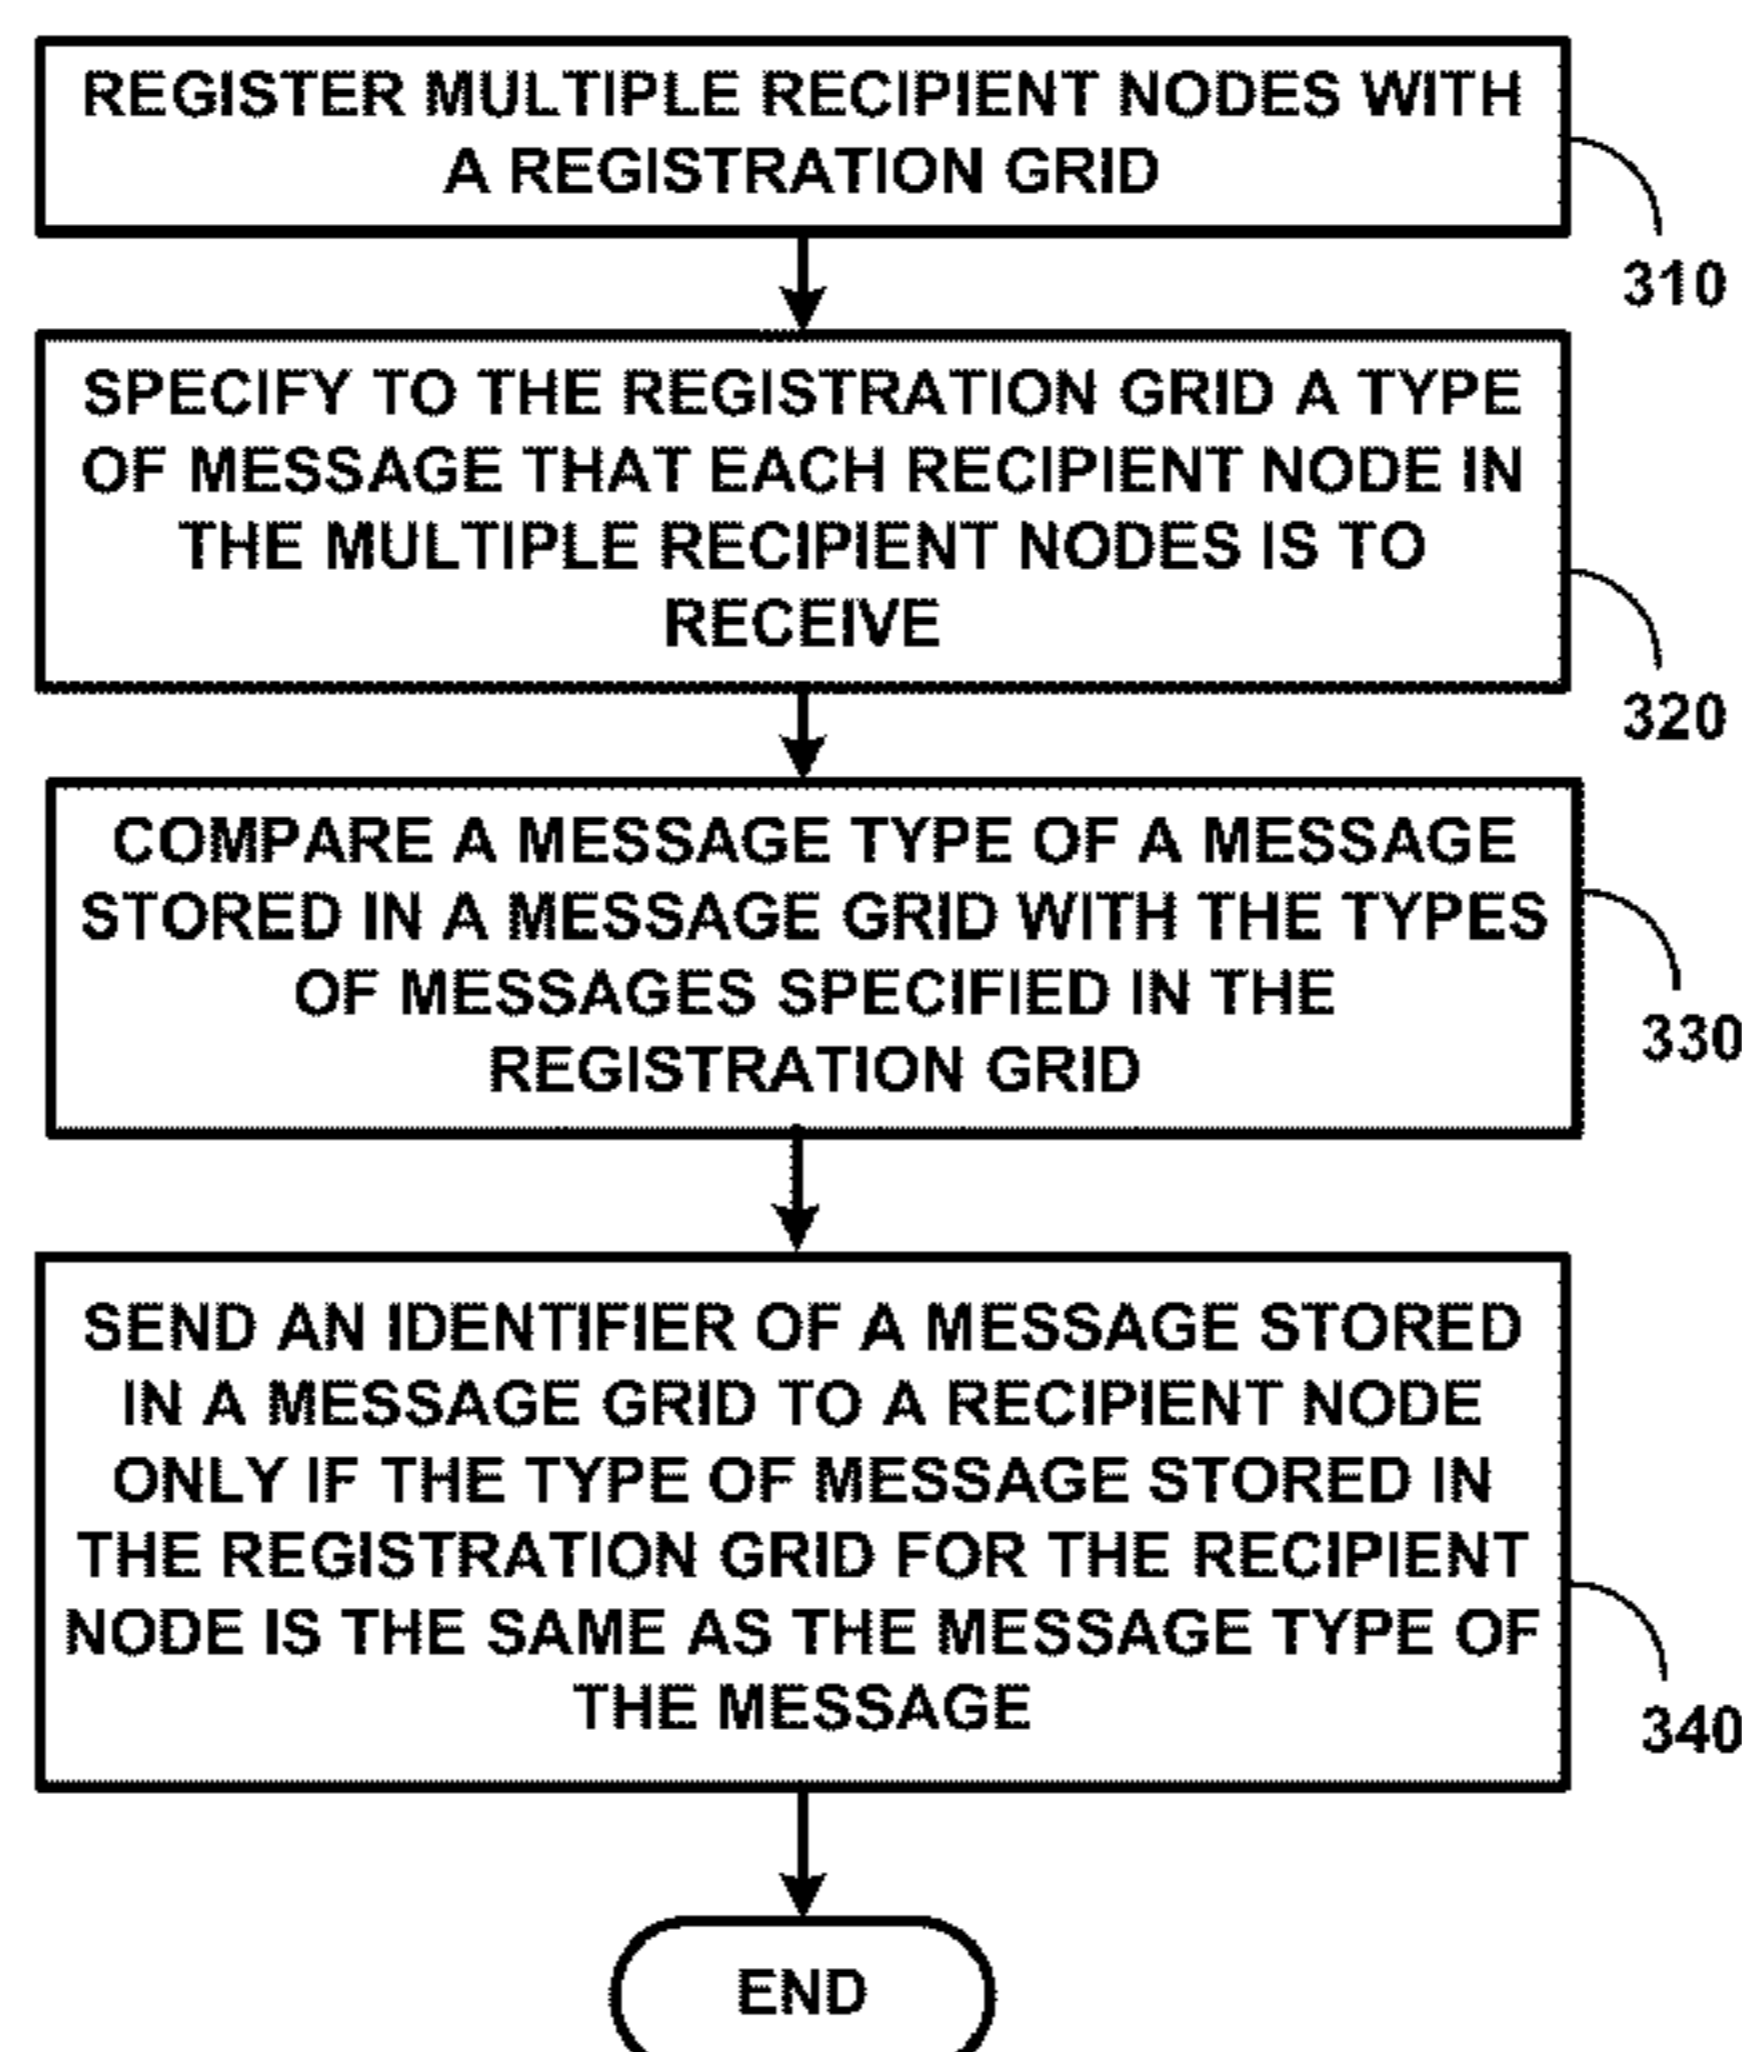 REGISTER MULTIPLE RECIPIENT NODES WITH
A REGISTRATION GRID
310
SPECIFY TO THE REGISTRATION GRID A TYPE
OF MESSAGE THAT EACH RECIPIENT NODE IN
THE MULTIPLE RECIPIENT NODES IS TO
RECEIVE
320
COMPARE A MESSAGE TYPE OF A MESSAGE
STORED IN A MESSAGE GRID WITH THE TYPES
OF MESSAGES SPECIFIED IN THE
REGISTRATION GRID
330
SEND AN IDENTIFIER OF A MESSAGE STORED
IN A MESSAGE GRID TO A RECIPIENT NODE
ONLY IF THE TYPE OF MESSAGE STORED IN
THE REGISTRATION GRID FOR THE RECIPIENT
NODE IS THE SAME AS THE MESSAGE TYPE OF
THE MESSAGE
340
END